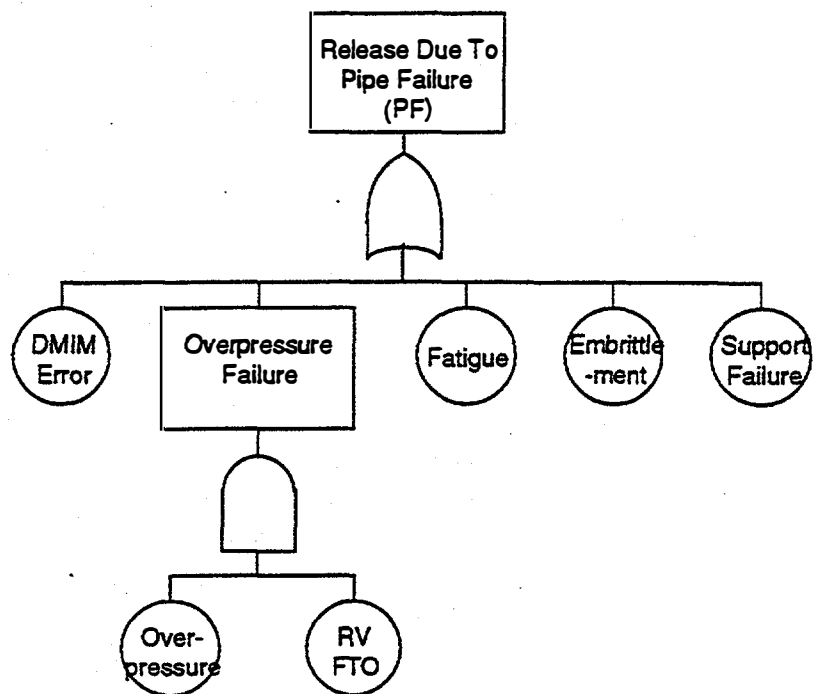 Release Due To
Pipe Failure
(PF)
DMIM
Error
Overpressure
Failure
Fatigue
Embrittle
-ment
Support
Failure
Over-
pressure
RV
FTO